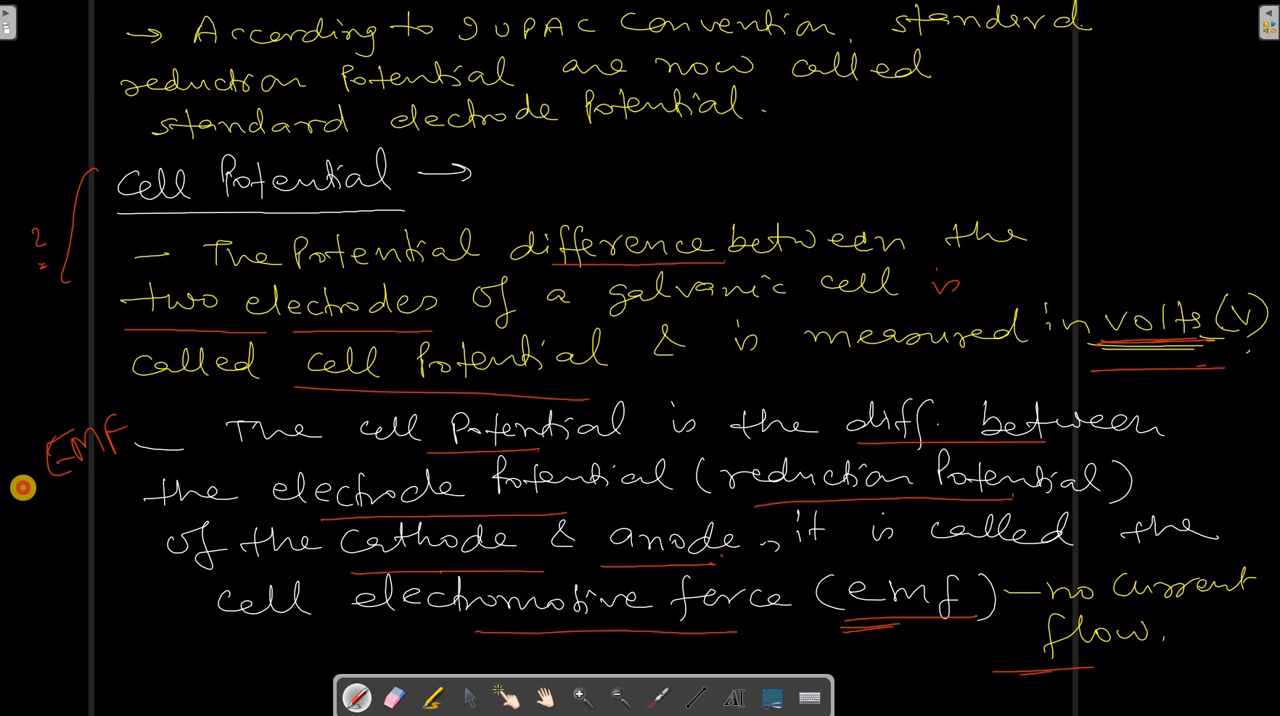 → According to IUPAC Convention, standard
reduction Potential are now called
standard electrode Potential.
Cell Potential →
2
— The Potential difference between the
two electrodes of a galvanic cell is
called cell Potential & is measured in volts (V).
EMF
— The cell Potential is the diff. between
the electrode Potential (reduction Potential)
of the cathode & anode, it is called the
cell electromotive force (emf) — no current
flow.
AI